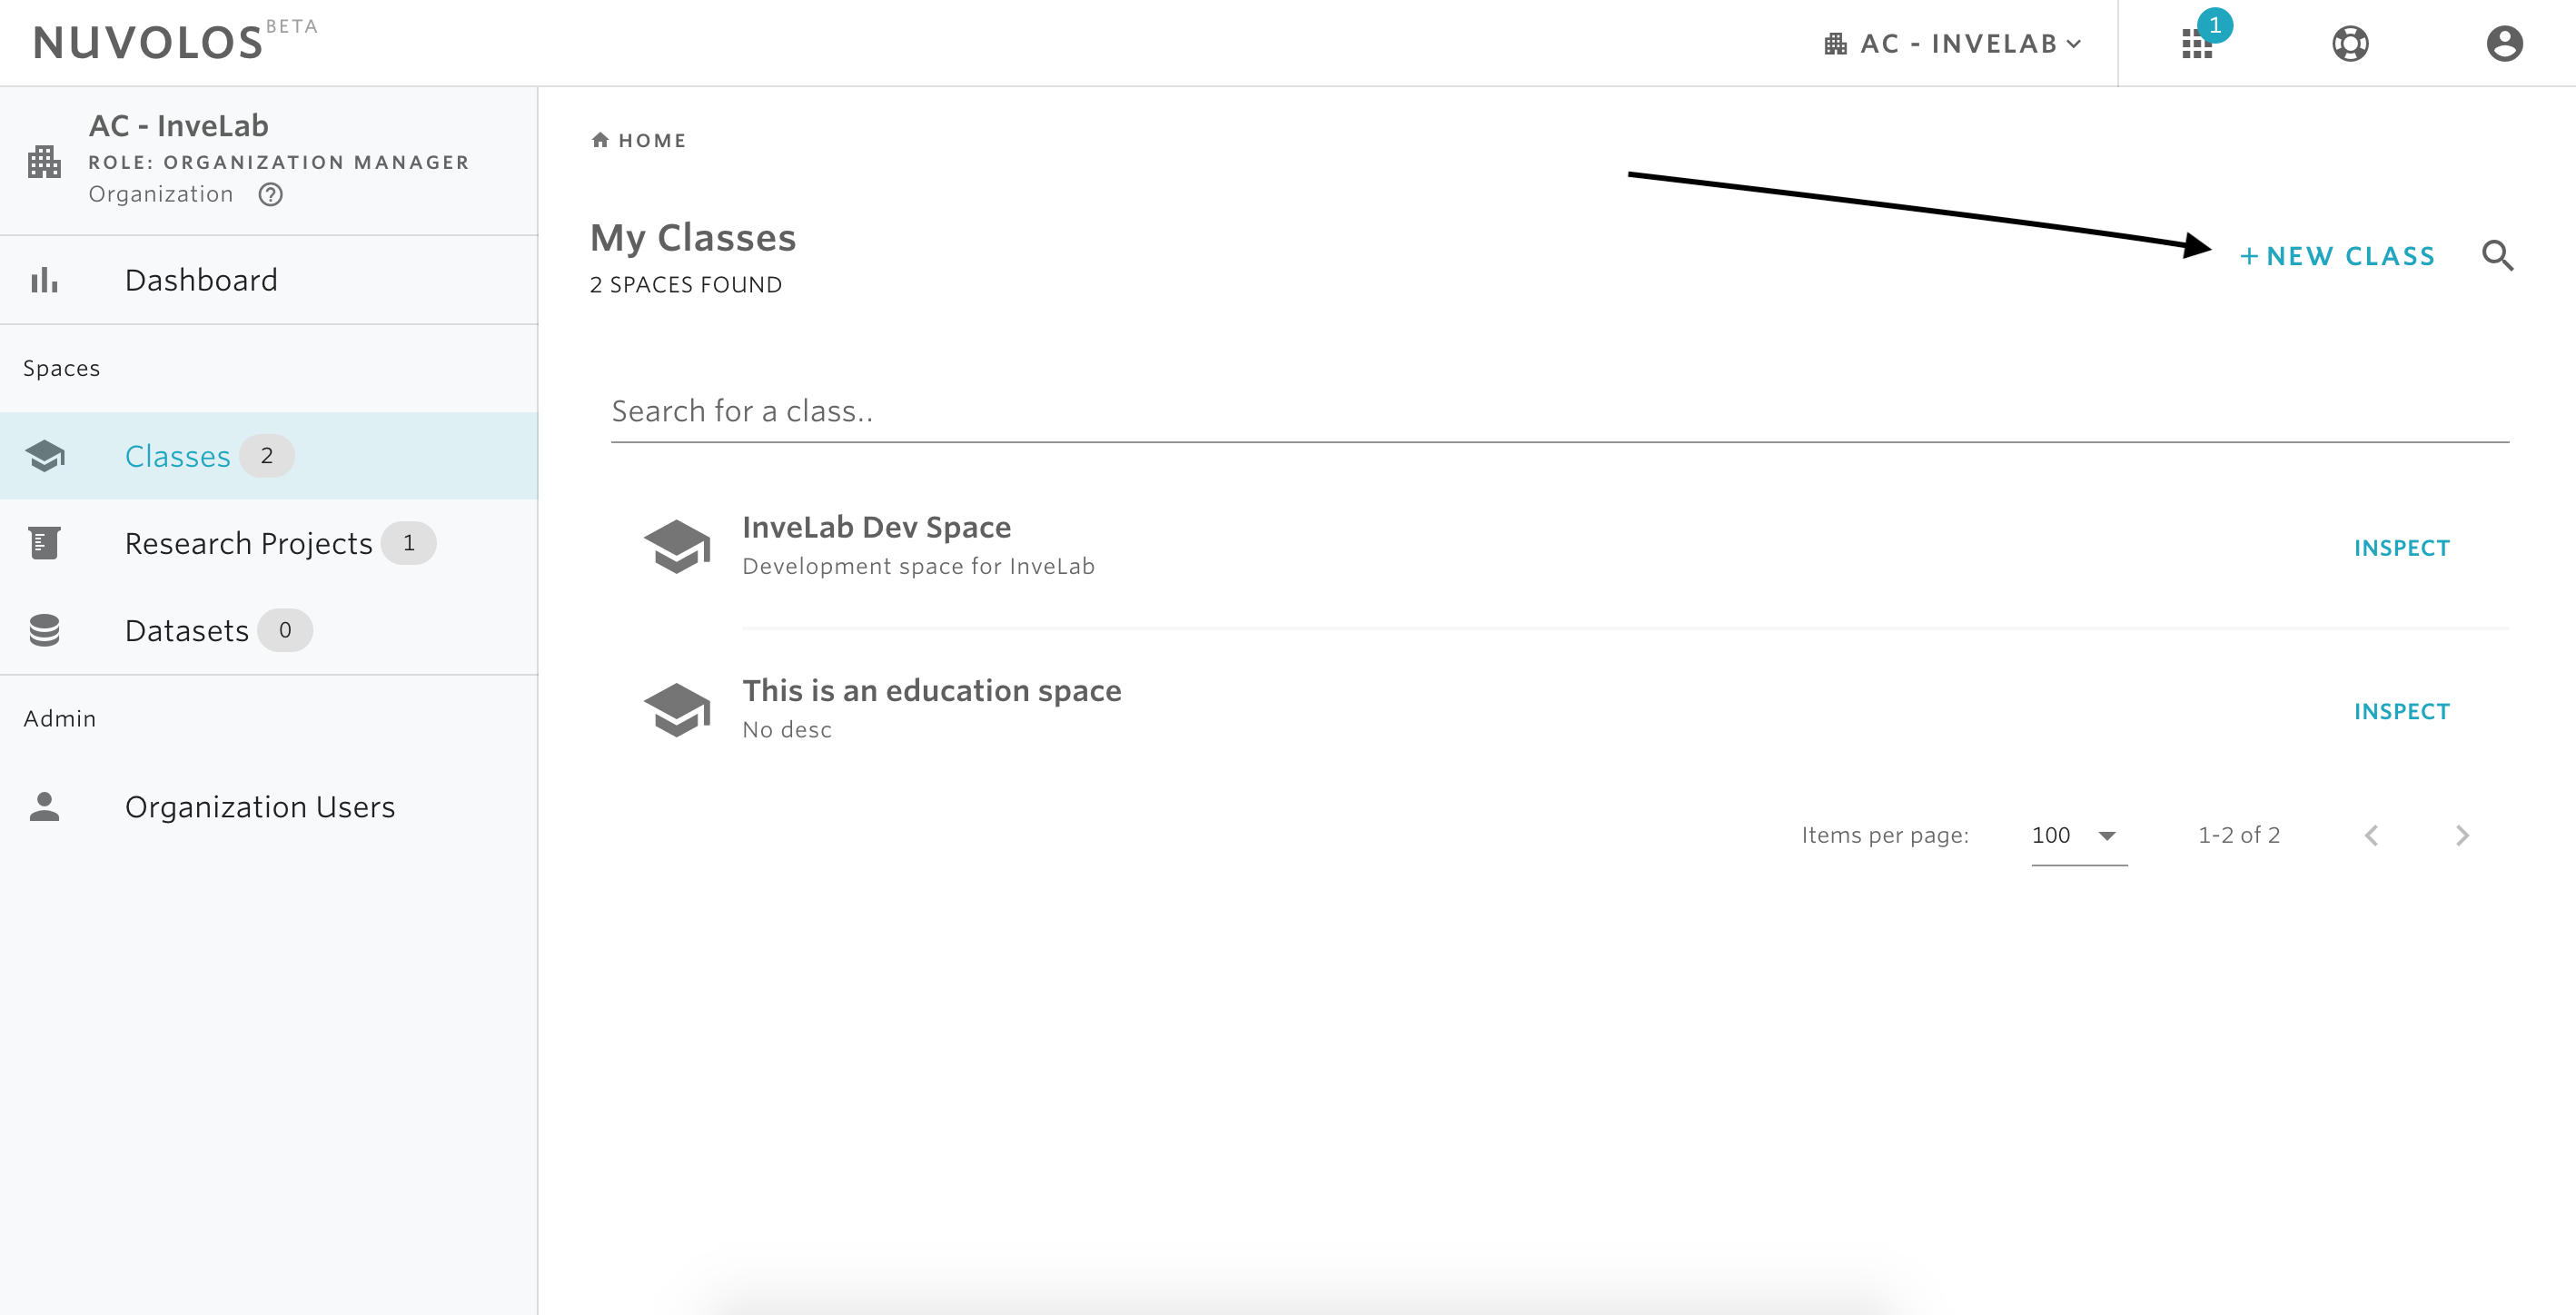 NUVOLOS BETA
AC - INVELAB
1
AC - InveLab
ROLE: ORGANIZATION MANAGER
Organization ?
Dashboard
Spaces
Classes 2
Research Projects 1
Datasets 0
Admin
Organization Users
HOME
My Classes
2 SPACES FOUND
+ NEW CLASS
Search for a class..
InveLab Dev Space
Development space for InveLab
INSPECT
This is an education space
No desc
INSPECT
Items per page: 100 1-2 of 2